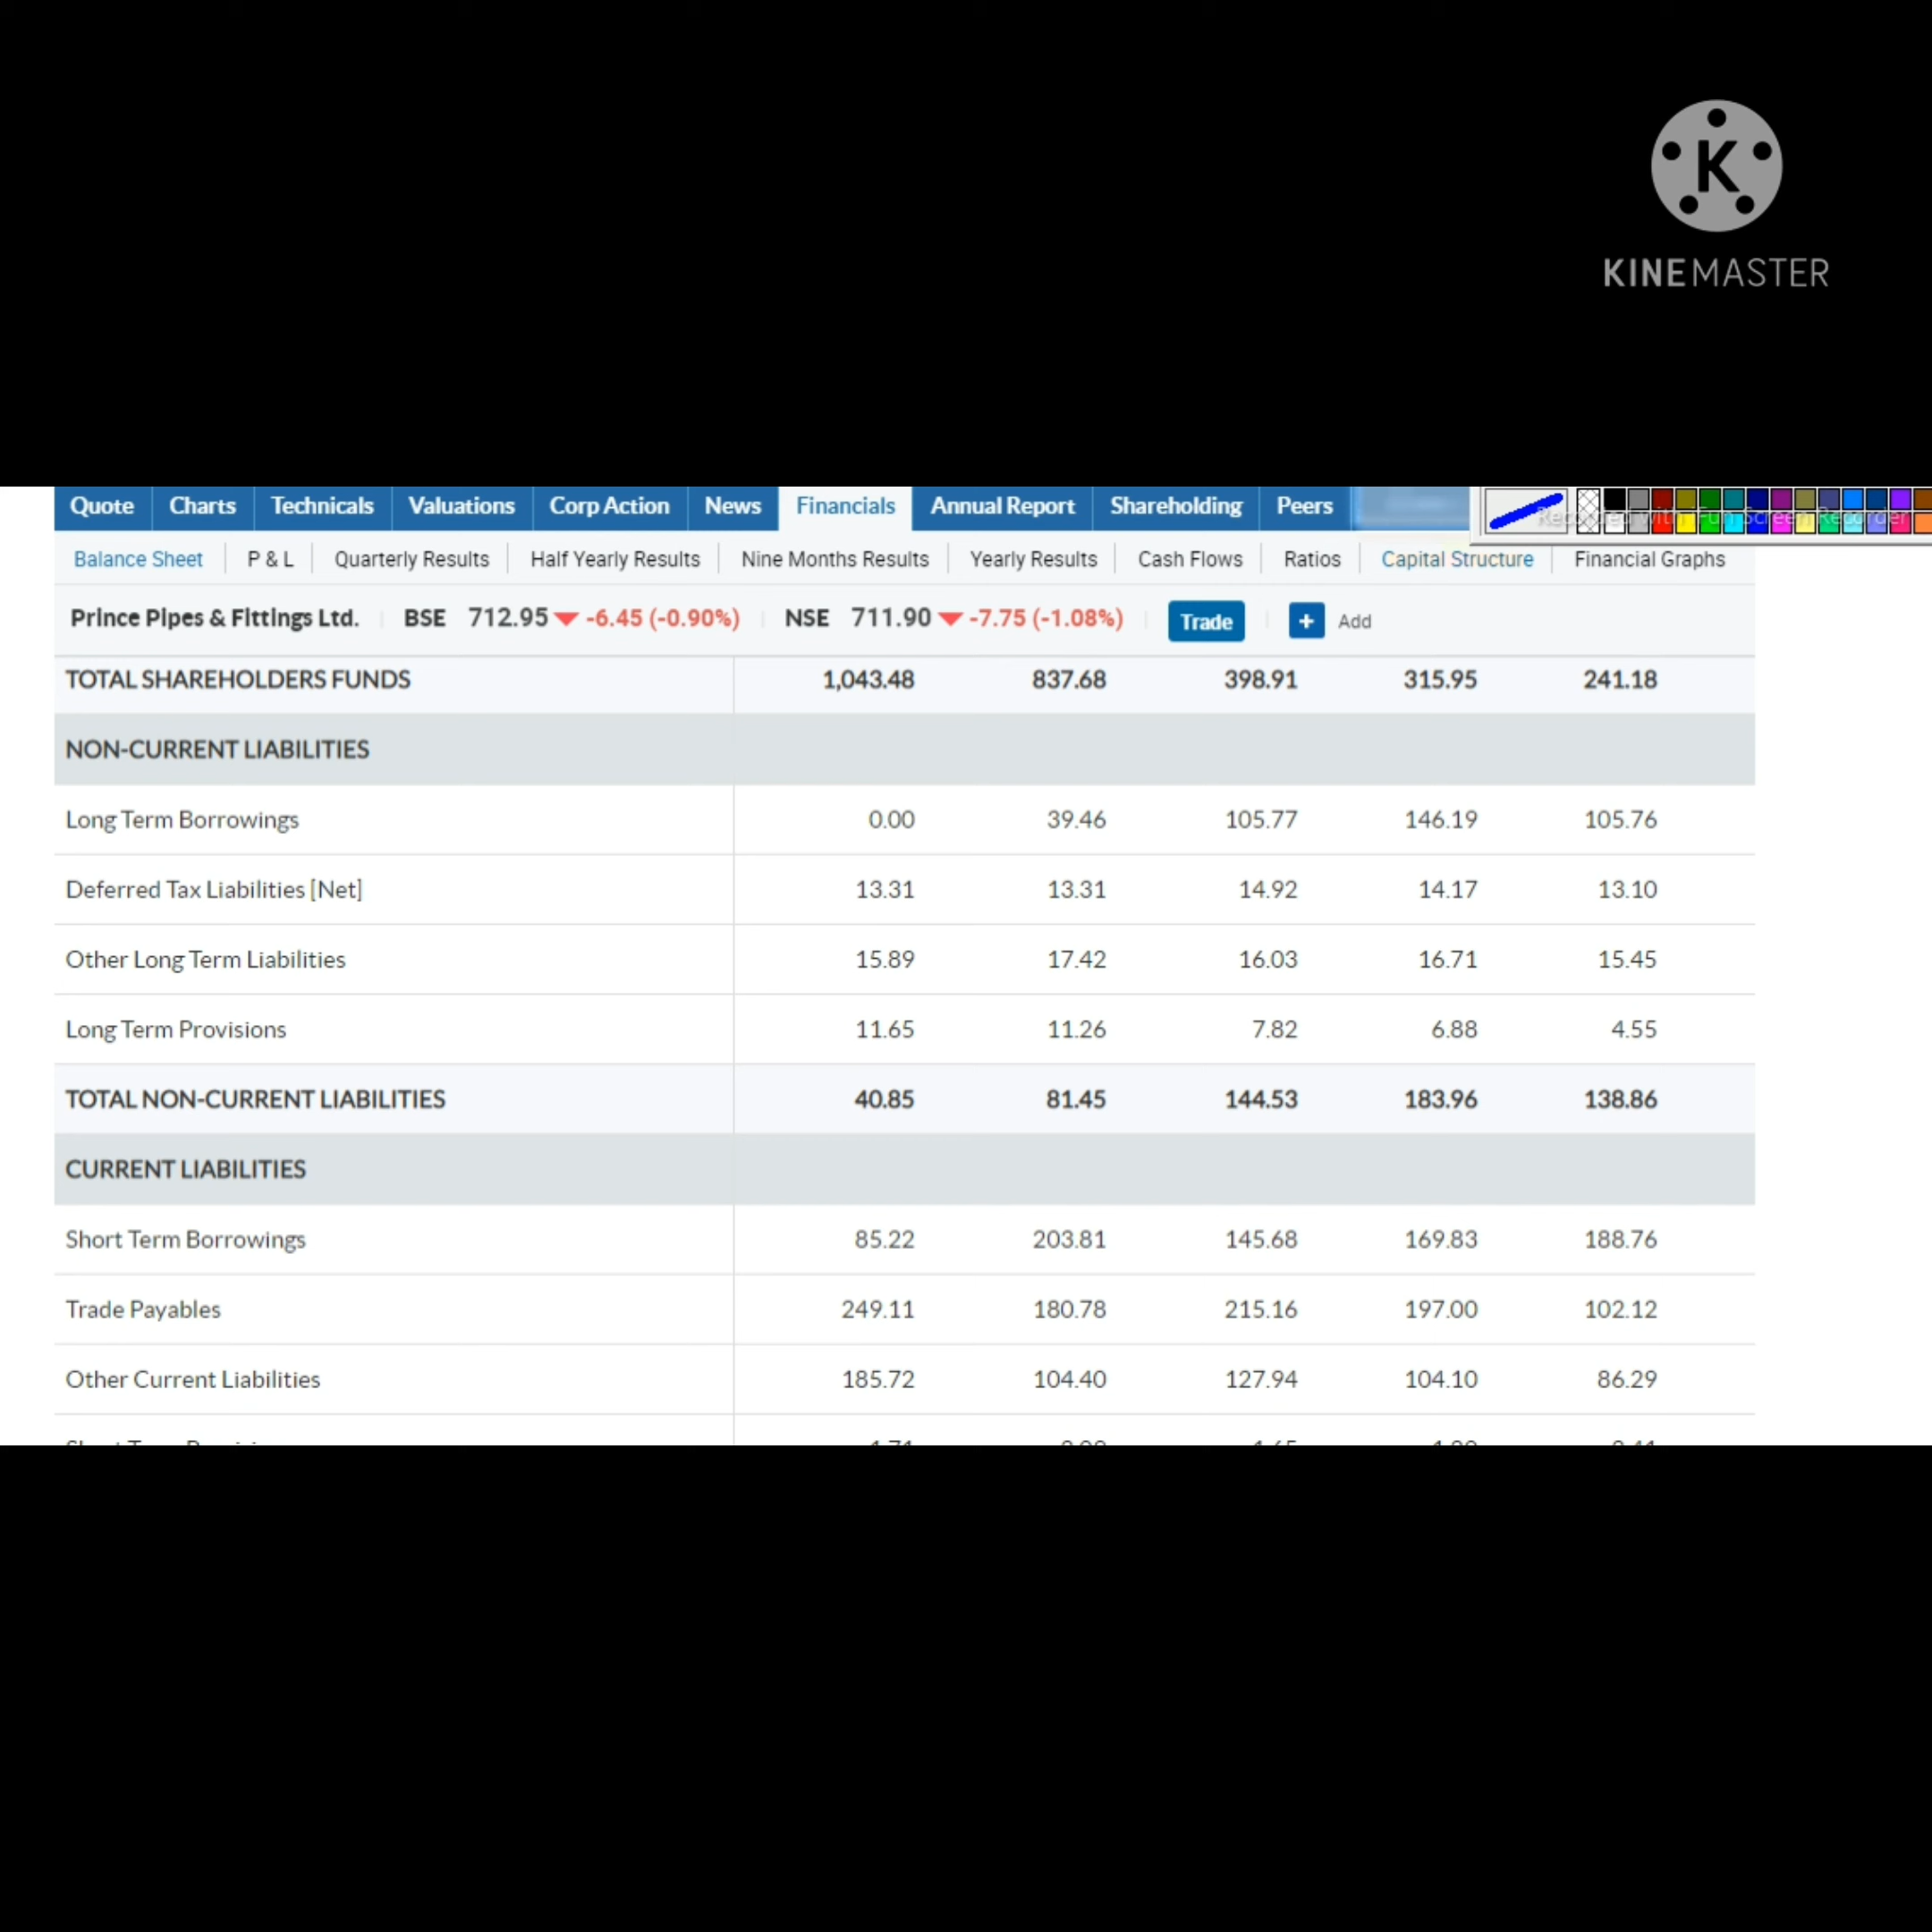 K
KINEMASTER
Quote Charts Technicals Valuations Corp Action News Financials Annual Report Shareholding Peers
Recorded with iFun Screen Recorder
Balance Sheet P & L Quarterly Results Half Yearly Results Nine Months Results Yearly Results Cash Flows Ratios Capital Structure Financial Graphs
Prince Pipes & Fittings Ltd. BSE 712.95 -6.45 (-0.90%) NSE 711.90 -7.75 (-1.08%) Trade + Add
TOTAL SHAREHOLDERS FUNDS 1,043.48 837.68 398.91 315.95 241.18
NON-CURRENT LIABILITIES
Long Term Borrowings 0.00 39.46 105.77 146.19 105.76
Deferred Tax Liabilities [Net] 13.31 13.31 14.92 14.17 13.10
Other Long Term Liabilities 15.89 17.42 16.03 16.71 15.45
Long Term Provisions 11.65 11.26 7.82 6.88 4.55
TOTAL NON-CURRENT LIABILITIES 40.85 81.45 144.53 183.96 138.86
CURRENT LIABILITIES
Short Term Borrowings 85.22 203.81 145.68 169.83 188.76
Trade Payables 249.11 180.78 215.16 197.00 102.12
Other Current Liabilities 185.72 104.40 127.94 104.10 86.29